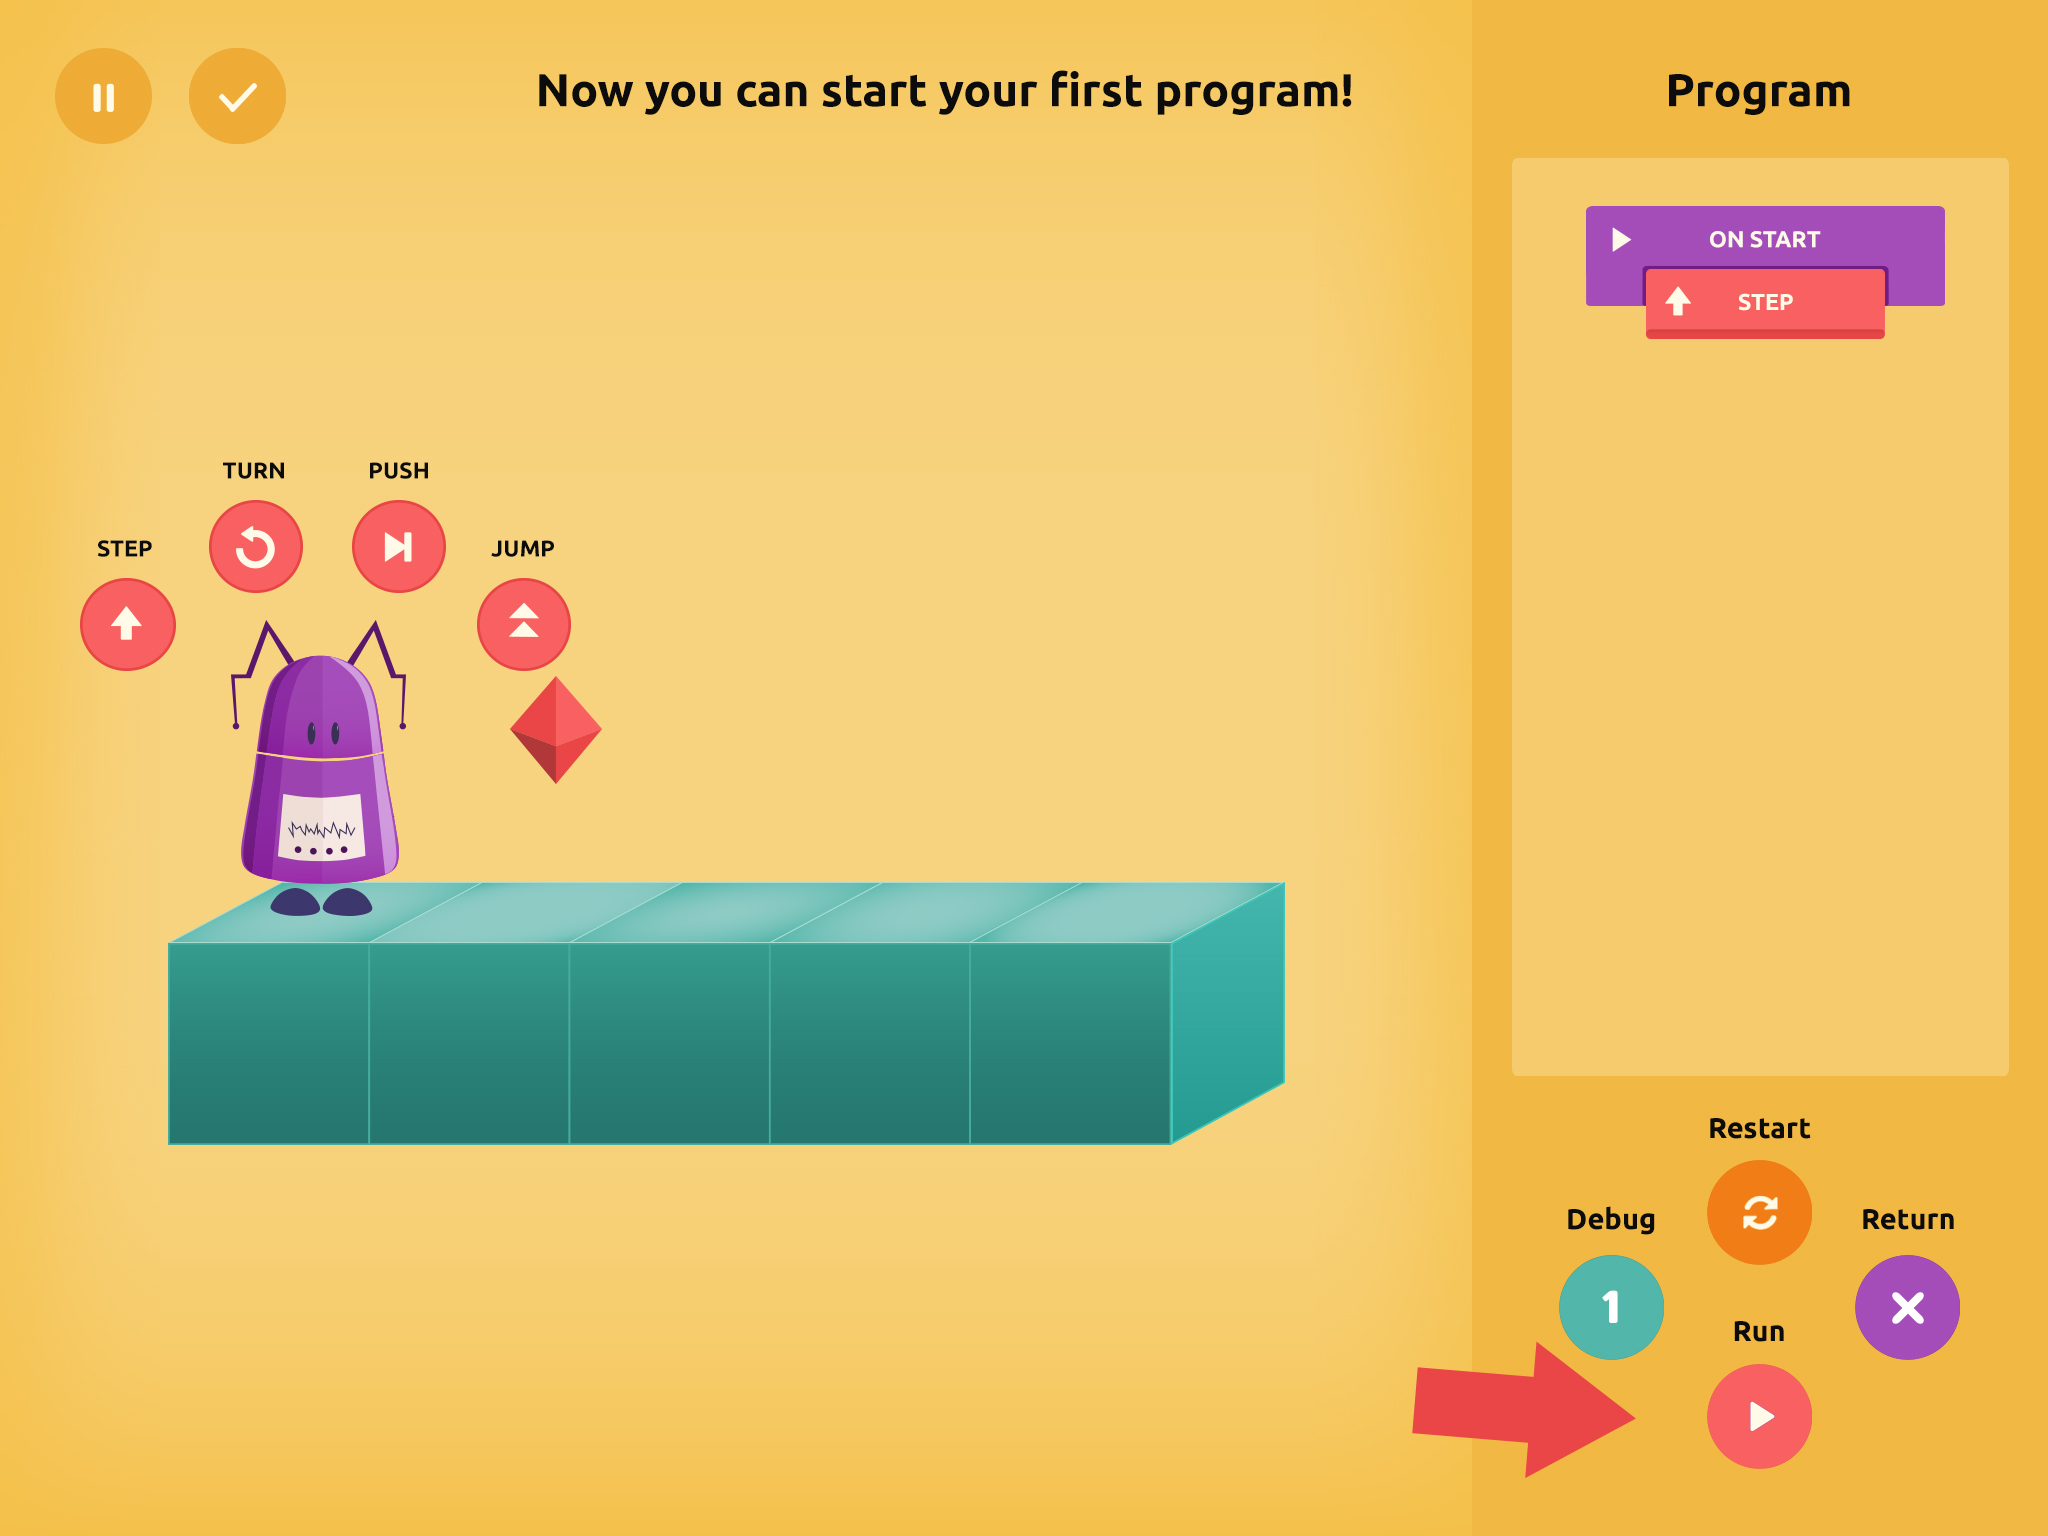 Now you can start your first program!
Program
ON START
STEP
TURN
PUSH
STEP
JUMP
Restart
Debug
Return
1
Run